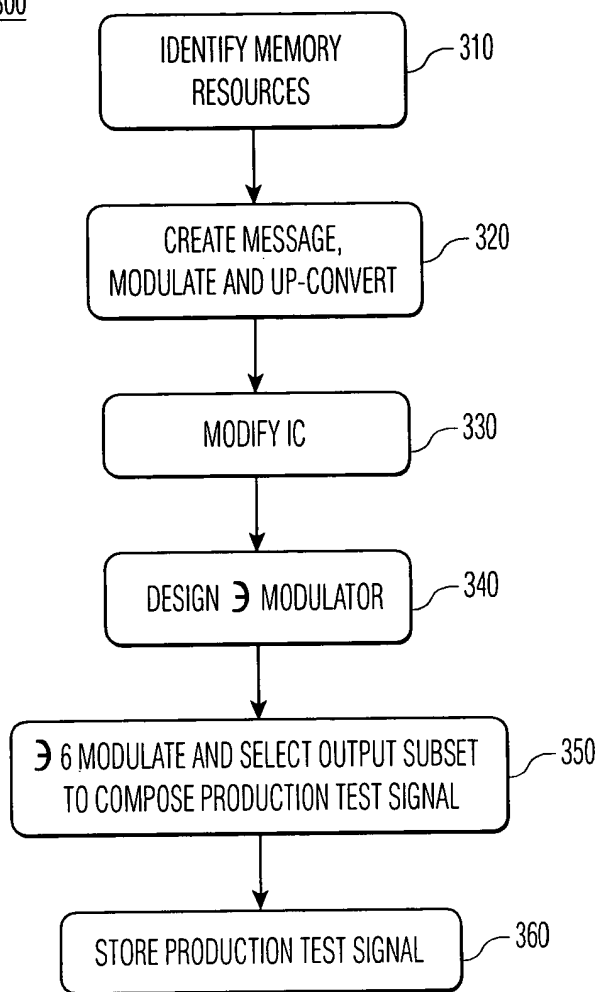 300
IDENTIFY MEMORY
RESOURCES
310
CREATE MESSAGE,
MODULATE AND UP-CONVERT
320
MODIFY IC
330
DESIGN ∋ MODULATOR
340
∋ 6 MODULATE AND SELECT OUTPUT SUBSET
TO COMPOSE PRODUCTION TEST SIGNAL
350
STORE PRODUCTION TEST SIGNAL
360